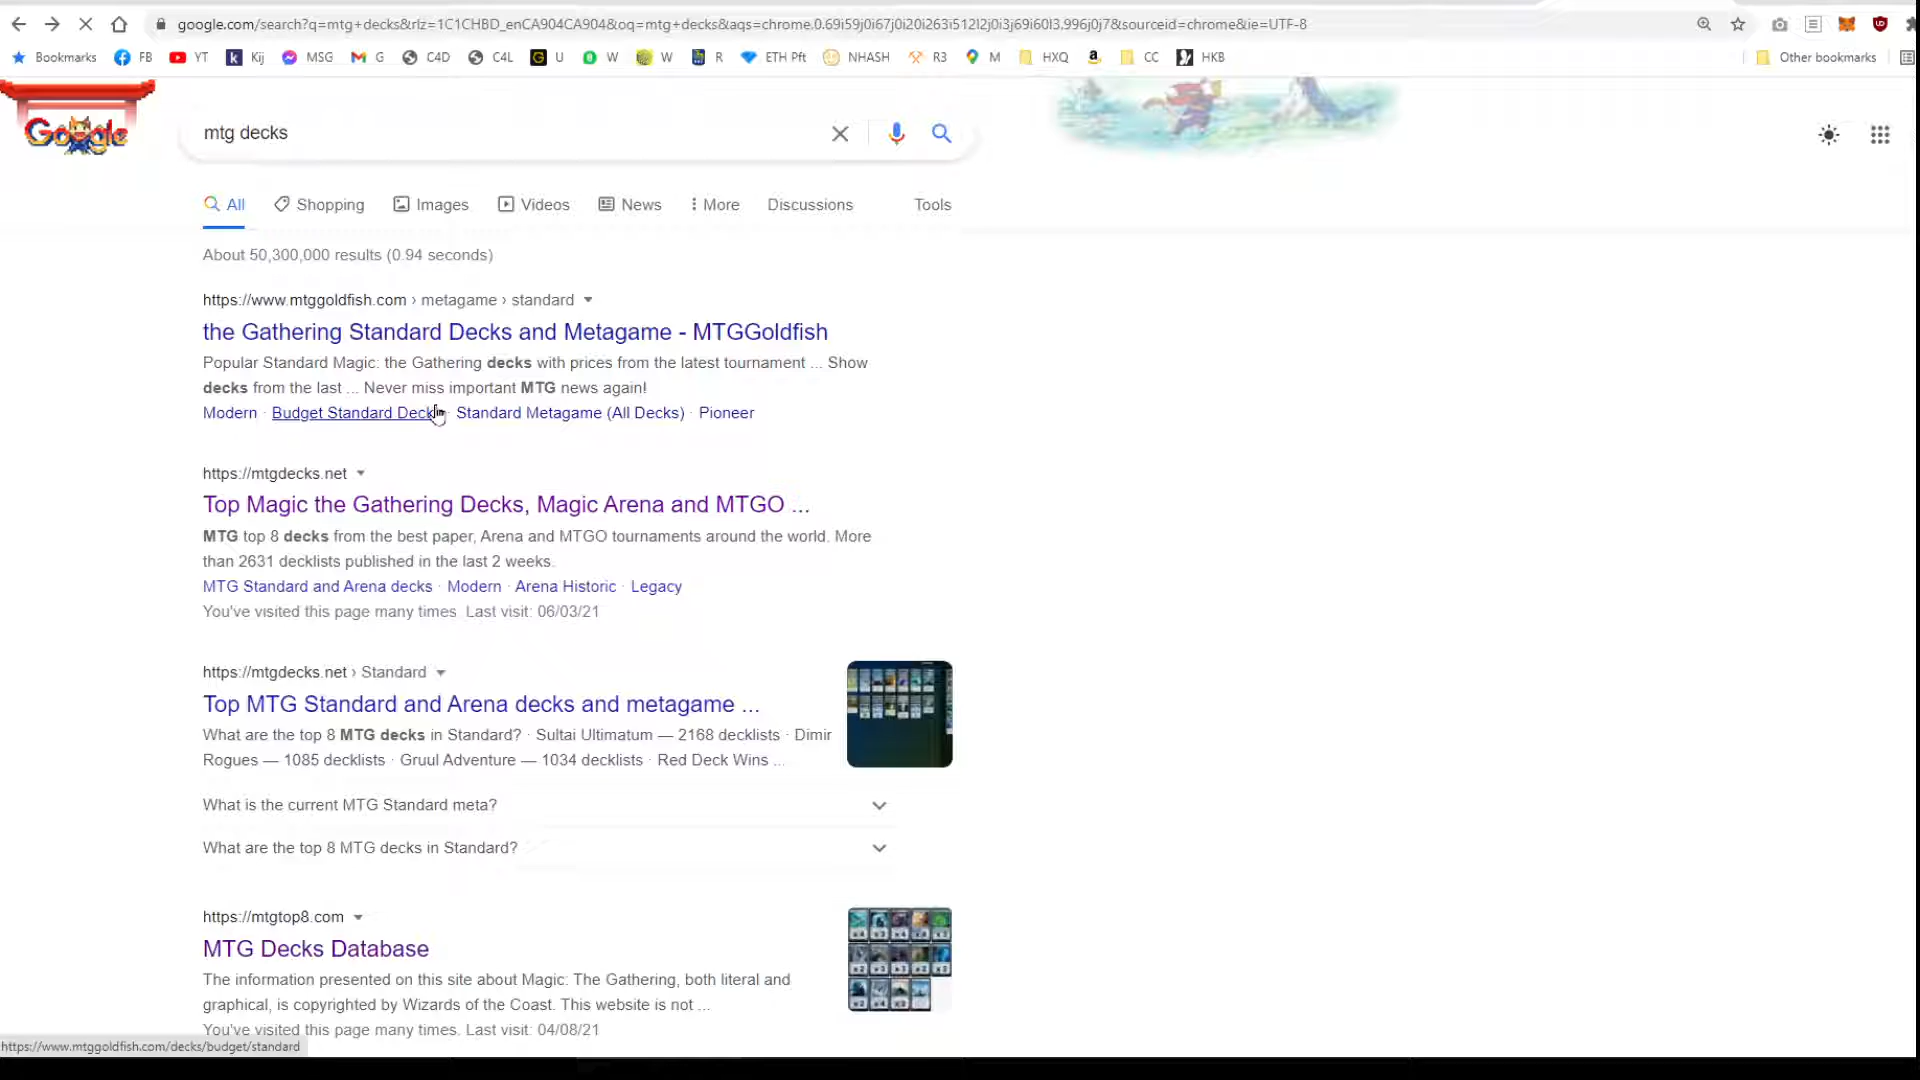 google.com/search?q=mtg+decks&rlz=1C1CHBD_enCA904CA904&oq=mtg+decks&aqs=chrome.0.69i59j0i67j0i20i263i512l2j0i3j69i60l3.996j0j7&sourceid=chrome&ie=UTF-8
Bookmarks FB YT Kij MSG G C4D C4L U W W R ETH Pft NHASH R3 M HXQ CC HKB Other bookmarks
Google
mtg decks
All Shopping Images Videos News More Discussions Tools
About 50,300,000 results (0.94 seconds)
https://www.mtggoldfish.com › metagame › standard
the Gathering Standard Decks and Metagame - MTGGoldfish
Popular Standard Magic: the Gathering decks with prices from the latest tournament ... Show
decks from the last ... Never miss important MTG news again!
Modern · Budget Standard Deck · Standard Metagame (All Decks) · Pioneer
https://mtgdecks.net
Top Magic the Gathering Decks, Magic Arena and MTGO ...
MTG top 8 decks from the best paper, Arena and MTGO tournaments around the world. More
than 2631 decklists published in the last 2 weeks.
MTG Standard and Arena decks · Modern · Arena Historic · Legacy
You've visited this page many times. Last visit: 06/03/21
https://mtgdecks.net › Standard
Top MTG Standard and Arena decks and metagame ...
What are the top 8 MTG decks in Standard? · Sultai Ultimatum — 2168 decklists · Dimir
Rogues — 1085 decklists · Gruul Adventure — 1034 decklists · Red Deck Wins ...
What is the current MTG Standard meta?
What are the top 8 MTG decks in Standard?
https://mtgtop8.com
MTG Decks Database
The information presented on this site about Magic: The Gathering, both literal and
graphical, is copyrighted by Wizards of the Coast. This website is not ...
You've visited this page many times. Last visit: 04/08/21
https://www.mtggoldfish.com/decks/budget/standard